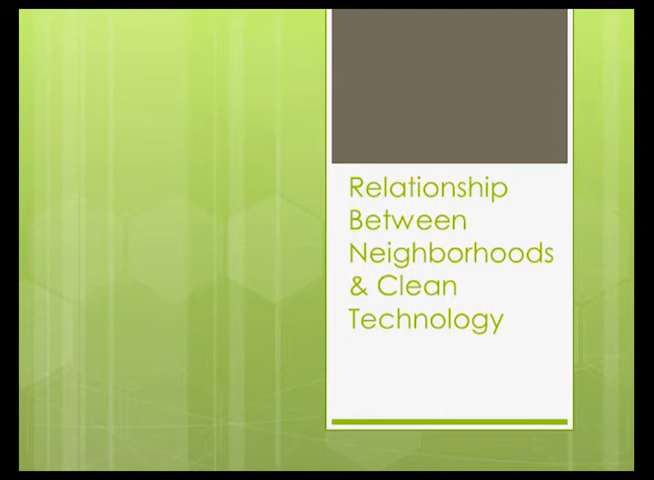 Relationship
Between
Neighborhoods
& Clean
Technology